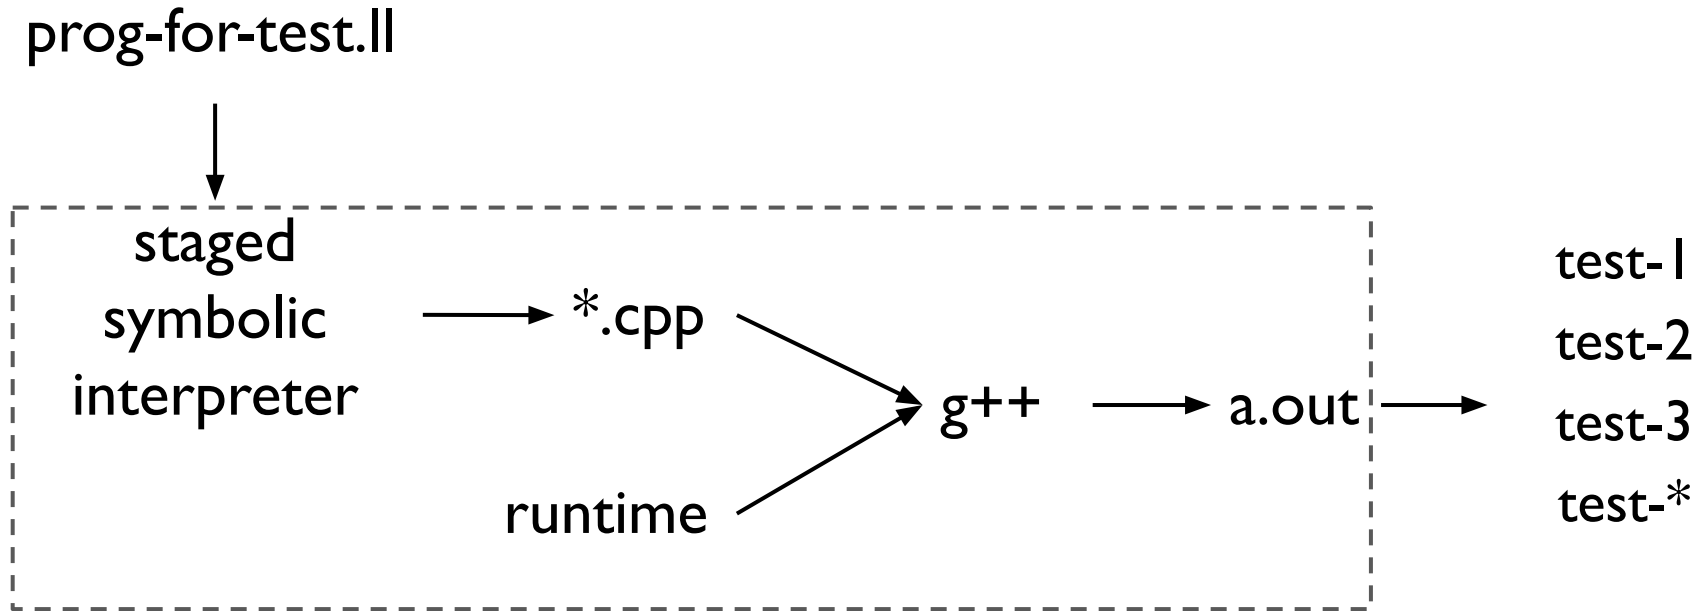 prog-for-test.ll
staged
symbolic
interpreter
*.cpp
runtime
g++
a.out
test-1
test-2
test-3
test-*